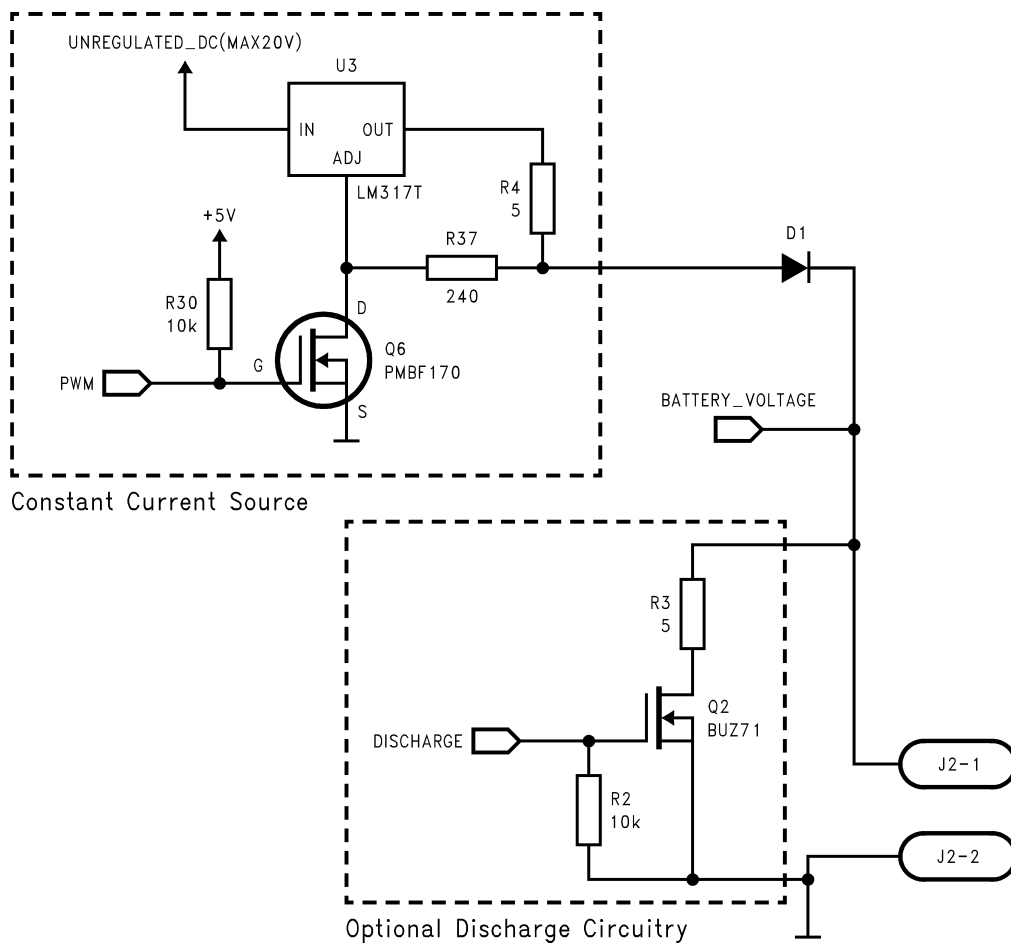 UNREGULATED_DC(MAX20V)
U3
IN
OUT
ADJ
LM317T
R4
5
+5V
R37
240
D1
R30
10k
D
G
Q6
PMBF170
PWM
S
BATTERY_VOLTAGE
Constant Current Source
R3
5
Q2
BUZ71
DISCHARGE
J2-1
R2
10k
J2-2
Optional Discharge Circuitry